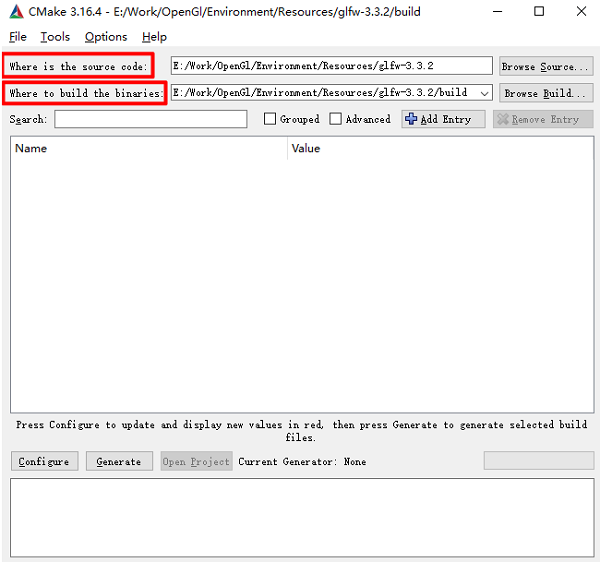 CMake 3.16.4 - E:/Work/OpenGl/Environment/Resources/glfw-3.3.2/build
File Tools Options Help
Where is the source code: E:/Work/OpenGl/Environment/Resources/glfw-3.3.2 Browse Source...
Where to build the binaries: E:/Work/OpenGl/Environment/Resources/glfw-3.3.2/build Browse Build...
Search: Grouped Advanced Add Entry Remove Entry
Name Value
Press Configure to update and display new values in red, then press Generate to generate selected build
files.
Configure Generate Open Project Current Generator: None